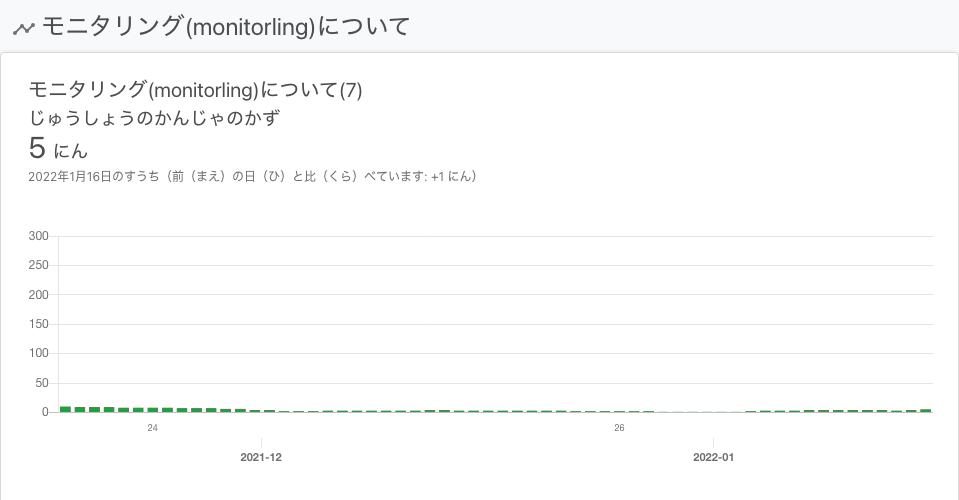 モニタリング(monitorling)について
モニタリング(monitorling)について(7)
じゅうしょうのかんじゃのかず
5 にん
2022年1月16日のすうち（前（まえ）の日（ひ）と比（くら）べています: +1 にん）
300
250
200
150
100
50
0
24
26
2021-12
2022-01